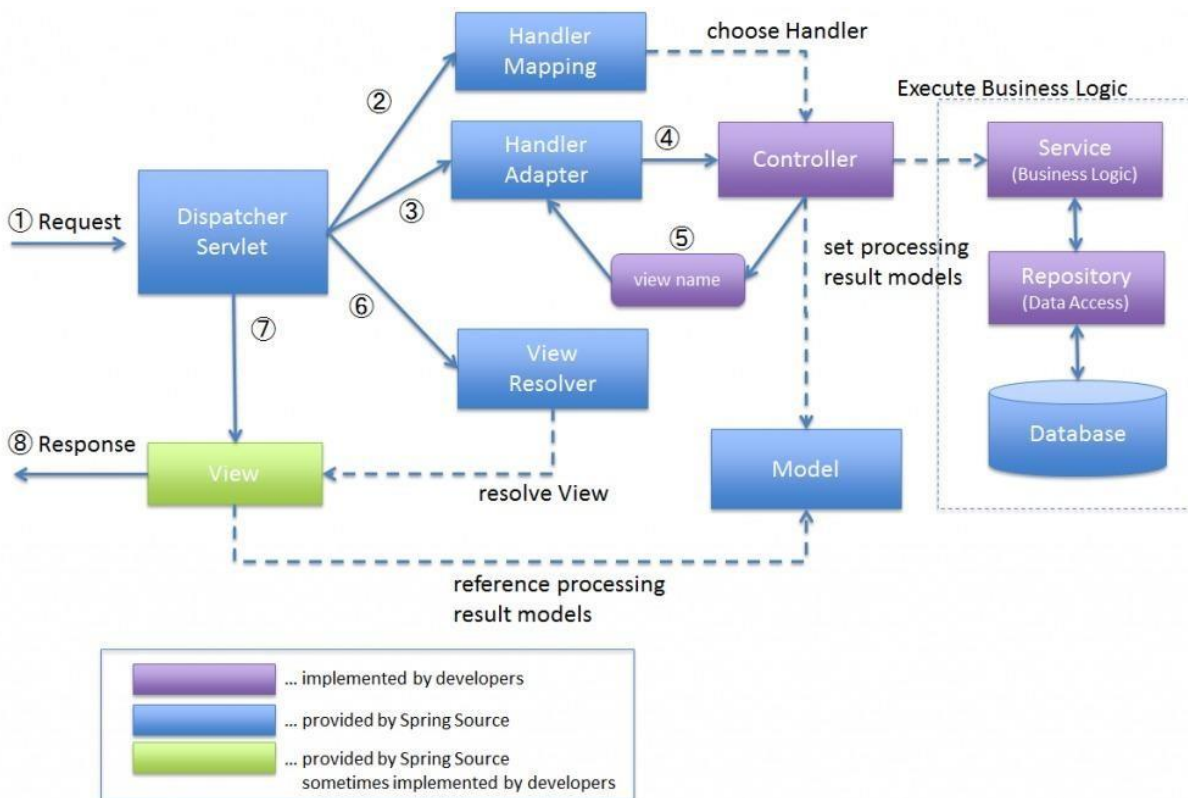 Handler
Mapping
choose Handler
②
Execute Business Logic
Handler
Adapter
④
Controller
Service
(Business Logic)
① Request
Dispatcher
Servlet
③
⑤
view name
set processing
result models
Repository
(Data Access)
⑥
⑦
View
Resolver
Database
⑧ Response
View
resolve View
Model
reference processing
result models
... implemented by developers
... provided by Spring Source
... provided by Spring Source
sometimes implemented by developers